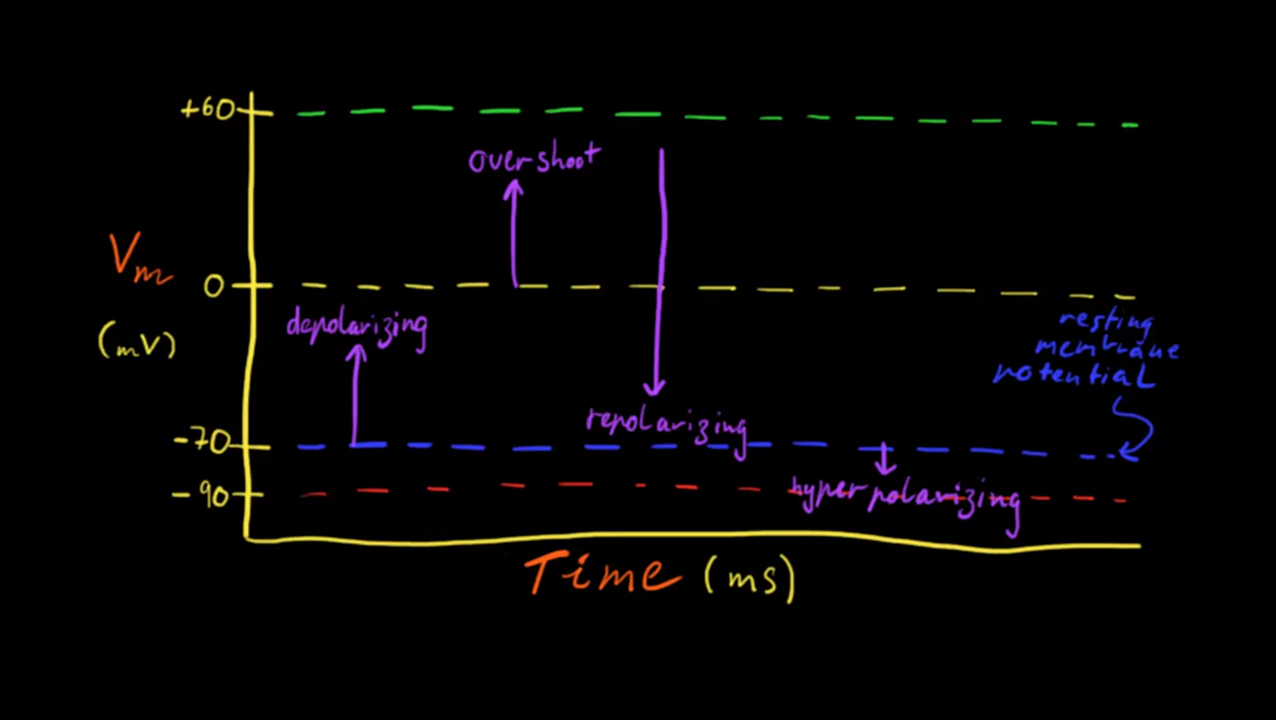 +60
overshoot
Vm
0
depolarizing
(mV)
resting
membrane
potential
repolarizing
-70
-90
hyperpolarizing
Time (ms)